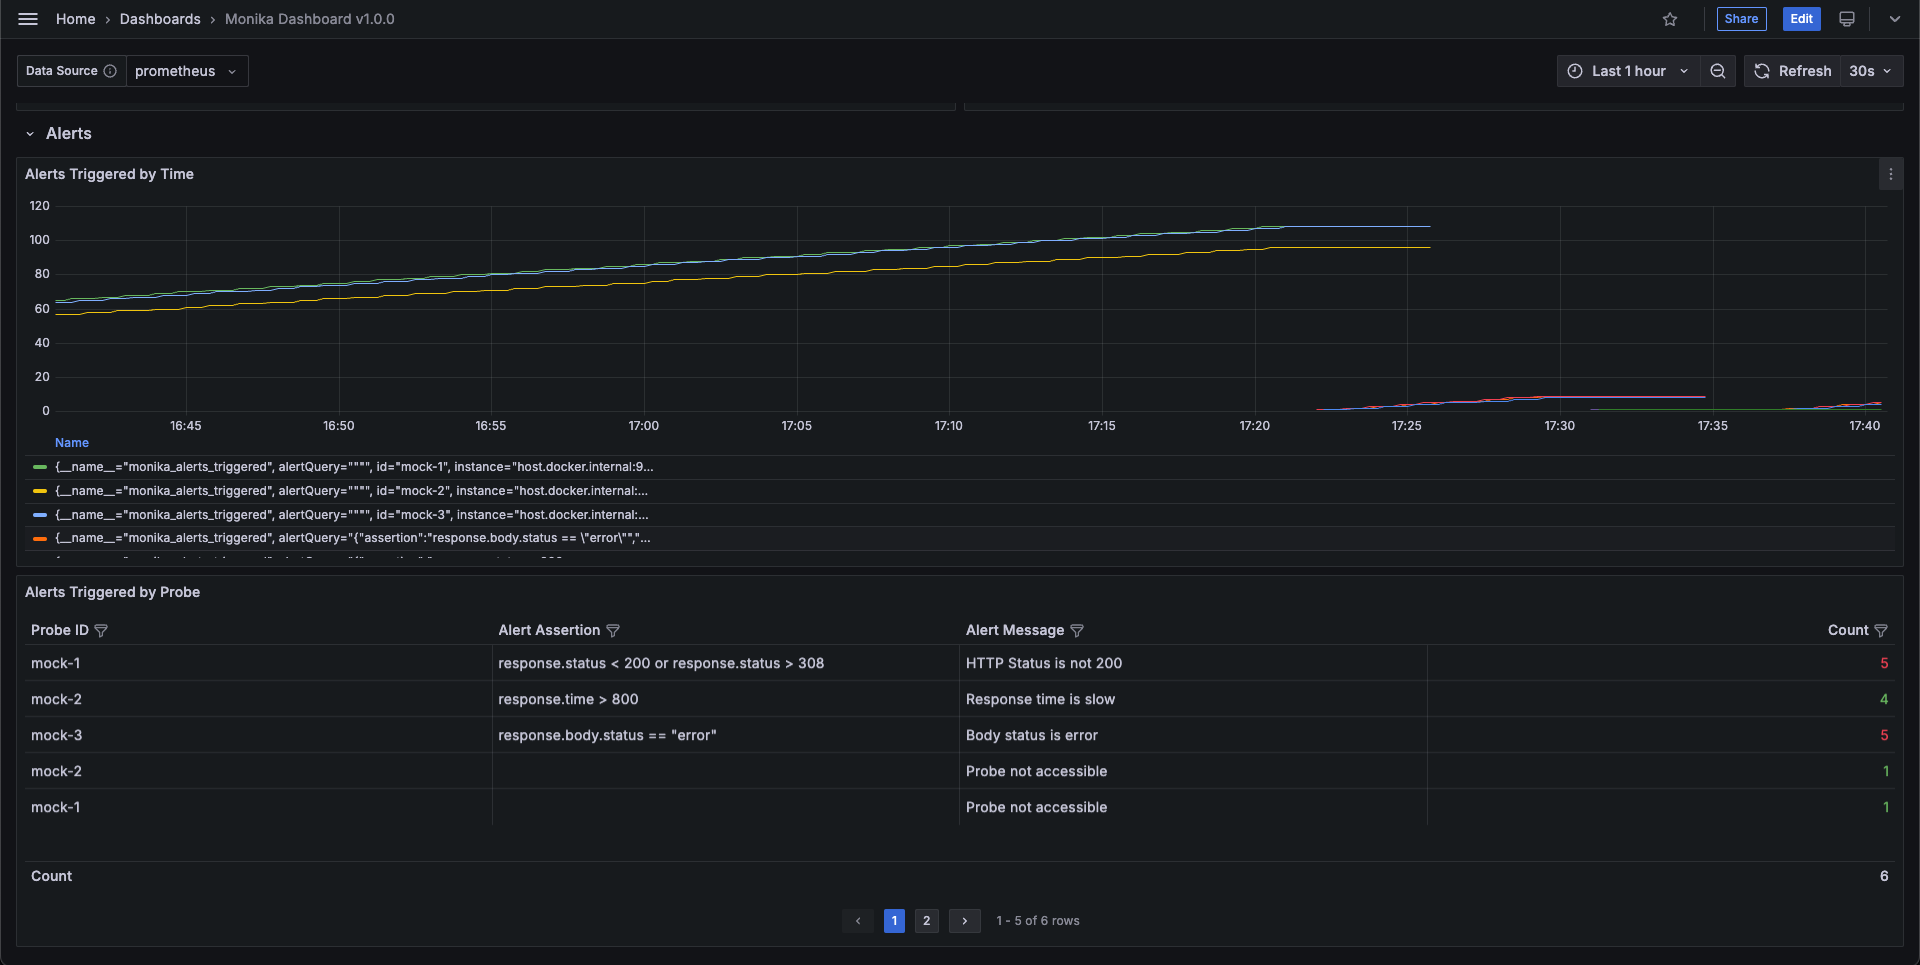 Home › Dashboards › Monika Dashboard v1.0.0 Share Edit
Data Source prometheus Last 1 hour Refresh 30s
Alerts
Alerts Triggered by Time
120
100
80
60
40
20
0
16:45 16:50 16:55 17:00 17:05 17:10 17:15 17:20 17:25 17:30 17:35 17:40
Name
{__name__="monika_alerts_triggered", alertQuery="""", id="mock-1", instance="host.docker.internal:9...
{__name__="monika_alerts_triggered", alertQuery="""", id="mock-2", instance="host.docker.internal:...
{__name__="monika_alerts_triggered", alertQuery="""", id="mock-3", instance="host.docker.internal:...
{__name__="monika_alerts_triggered", alertQuery="{"assertion":"response.body.status == \"error\"","...
Alerts Triggered by Probe
Probe ID Alert Assertion Alert Message Count
mock-1 response.status < 200 or response.status > 308 HTTP Status is not 200 5
mock-2 response.time > 800 Response time is slow 4
mock-3 response.body.status == "error" Body status is error 5
mock-2 Probe not accessible 1
mock-1 Probe not accessible 1
Count 6
‹ 1 2 › 1 - 5 of 6 rows